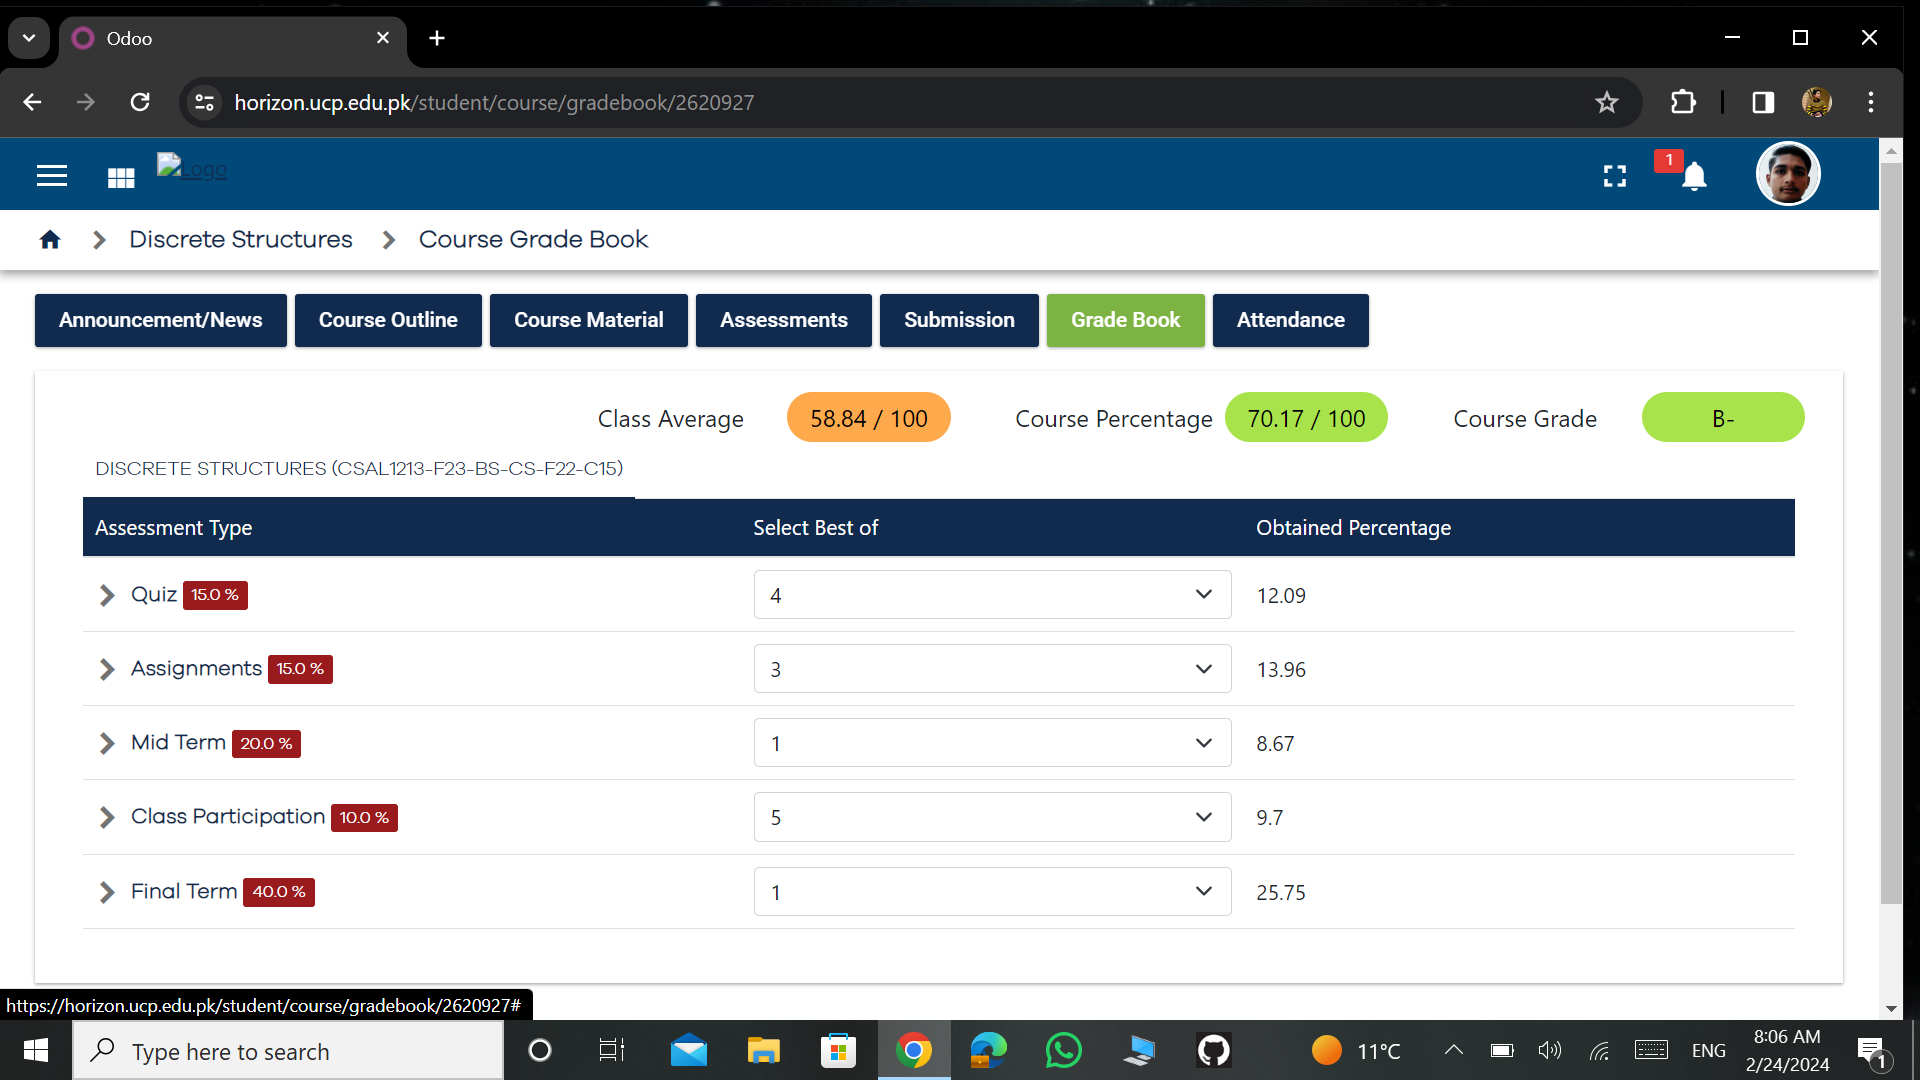 Odoo
horizon.ucp.edu.pk/student/course/gradebook/2620927
Logo
1
Discrete Structures
Course Grade Book
Announcement/News
Course Outline
Course Material
Assessments
Submission
Grade Book
Attendance
Class Average
58.84 / 100
Course Percentage
70.17 / 100
Course Grade
B-
DISCRETE STRUCTURES (CSAL1213-F23-BS-CS-F22-C15)
Assessment Type
Select Best of
Obtained Percentage
Quiz 15.0 %
4
12.09
Assignments 15.0 %
3
13.96
Mid Term 20.0 %
1
8.67
Class Participation 10.0 %
5
9.7
Final Term 40.0 %
1
25.75
https://horizon.ucp.edu.pk/student/course/gradebook/2620927#
Type here to search
11°C
ENG
8:06 AM
2/24/2024
1